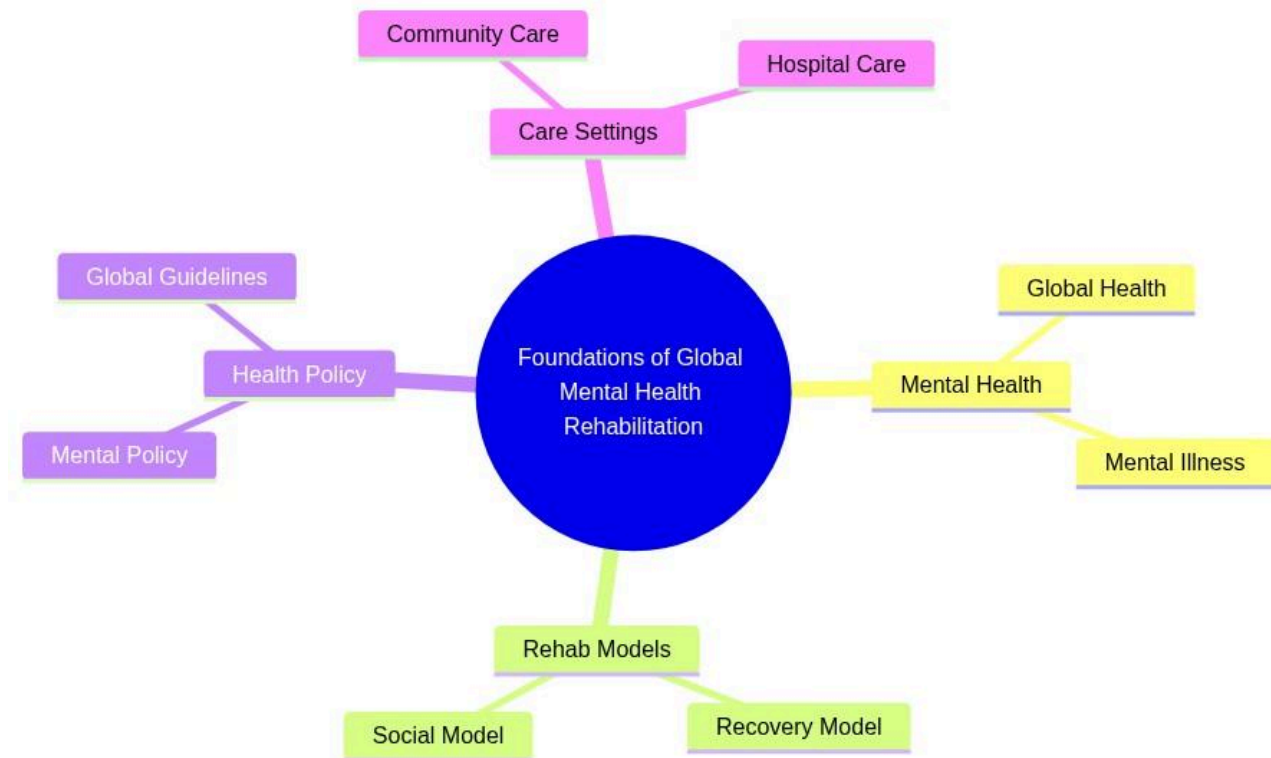 Community Care
Hospital Care
Care Settings
Global Guidelines
Global Health
Health Policy
Mental Health
Mental Policy
Mental Illness
Foundations of Global
Mental Health
Rehabilitation
Rehab Models
Social Model
Recovery Model